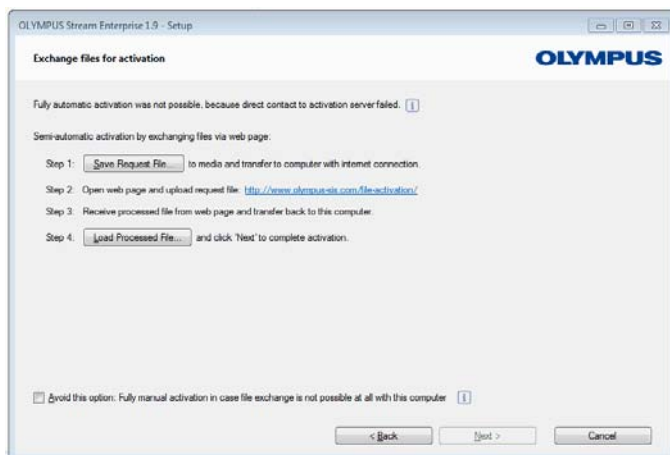 OLYMPUS Stream Enterprise 1.9 - Setup
Exchange files for activation
OLYMPUS
Fully automatic activation was not possible, because direct contact to activation server failed.
Semi-automatic activation by exchanging files via web page:
Step 1: Save Request File... to media and transfer to computer with internet connection.
Step 2: Open web page and upload request file: http://www.olympus-sis.com/file-activation/
Step 3: Receive processed file from web page and transfer back to this computer.
Step 4: Load Processed File... and click 'Next' to complete activation.
Avoid this option: Fully manual activation in case file exchange is not possible at all with this computer
< Back Next > Cancel